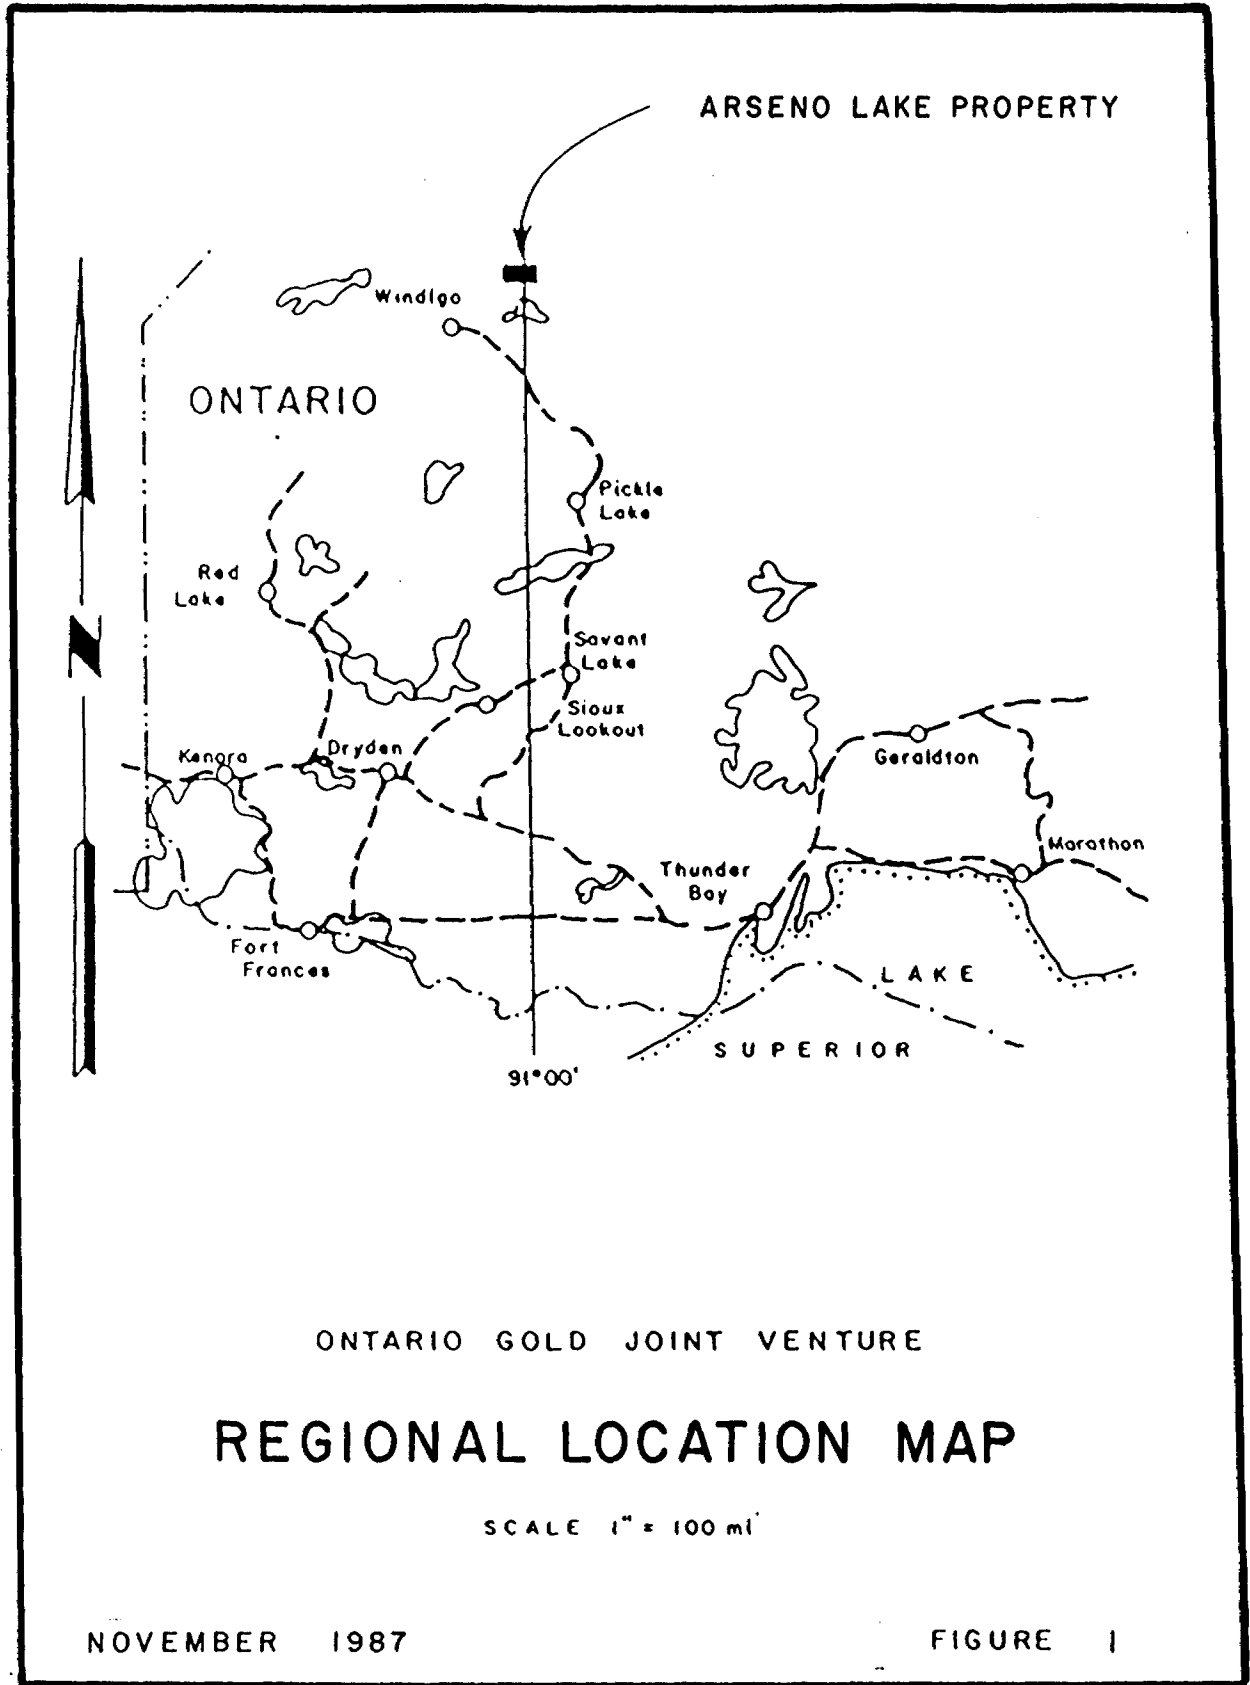 ARSENO LAKE PROPERTY
Windigo
ONTARIO
Pickle
Lake
Red
Lake
Savant
Lake
Sioux
Lookout
Kenora
Dryden
Geraldton
Marathon
Thunder
Bay
Fort
Frances
LAKE
SUPERIOR
91°00'
N
ONTARIO GOLD JOINT VENTURE
REGIONAL LOCATION MAP
SCALE 1" = 100 mi
NOVEMBER 1987
FIGURE 1